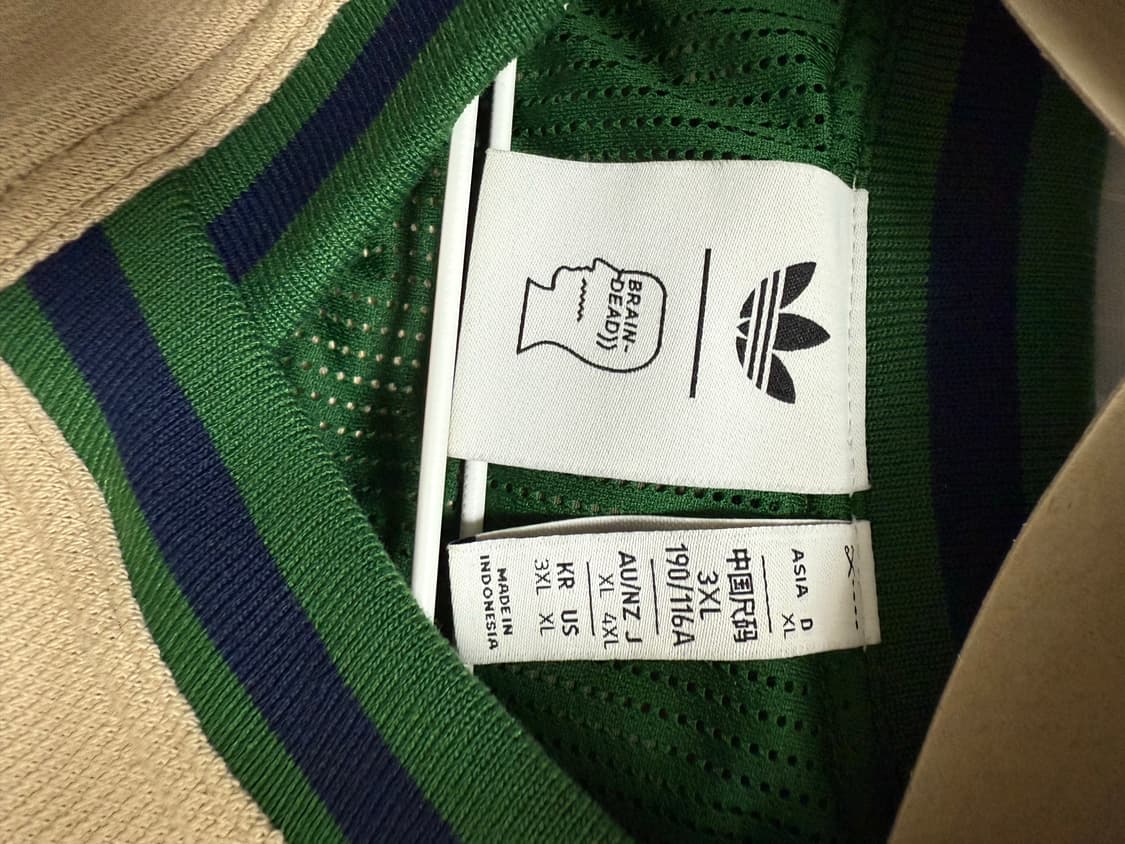 BRAIN-
DEAD))
ASIA D
XL
中国尺码
3XL
190/116A
AU/NZ J
XL 4XL
KR US
3XL XL
MADE IN
INDONESIA